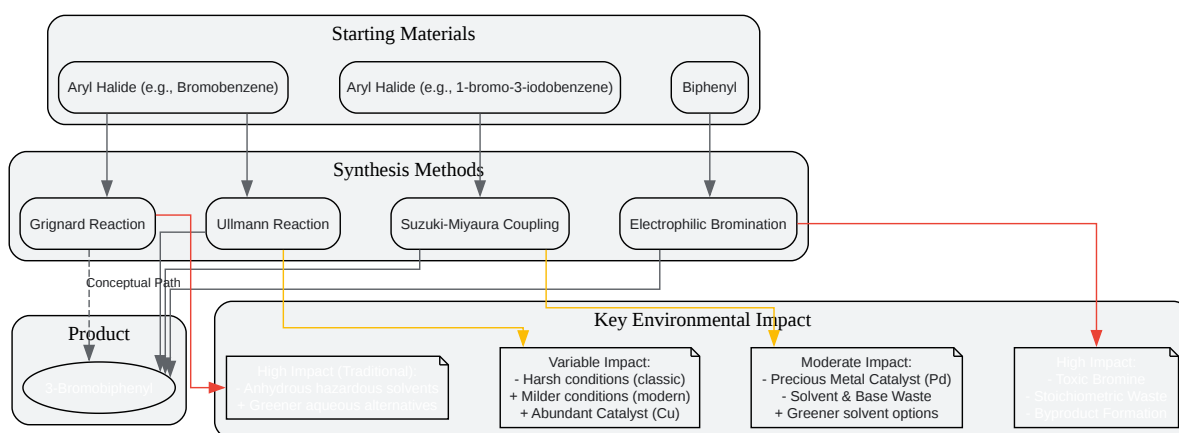 Starting Materials
Aryl Halide (e.g., Bromobenzene)
Aryl Halide (e.g., 1-bromo-3-iodobenzene)
Biphenyl
Synthesis Methods
Grignard Reaction
Ullmann Reaction
Suzuki-Miyaura Coupling
Electrophilic Bromination
Conceptual Path
Product
3-Bromobiphenyl
Key Environmental Impact
High Impact (Traditional):
- Anhydrous hazardous solvents
+ Greener aqueous alternatives
Variable Impact:
- Harsh conditions (classic)
+ Milder conditions (modern)
+ Abundant Catalyst (Cu)
Moderate Impact:
- Precious Metal Catalyst (Pd)
- Solvent & Base Waste
+ Greener solvent options
High Impact:
- Toxic Bromine
- Stoichiometric Waste
- Byproduct Formation